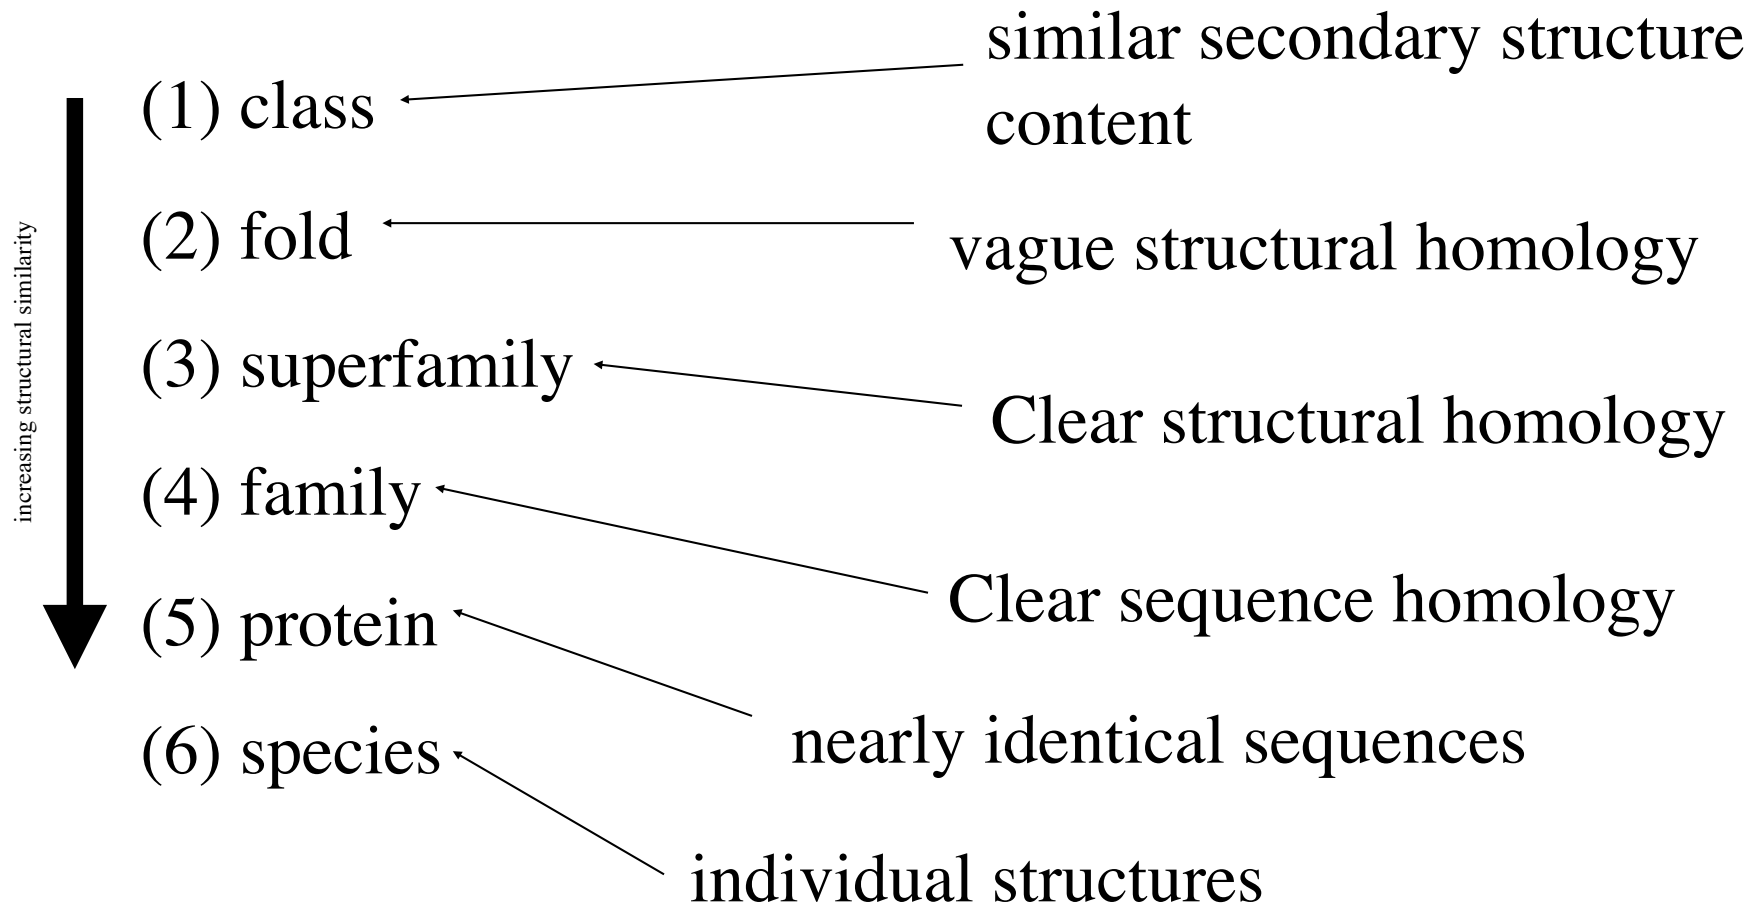 similar secondary structure
content
(1) class
(2) fold
vague structural homology
(3) superfamily
Clear structural homology
(4) family
Clear sequence homology
(5) protein
nearly identical sequences
(6) species
individual structures
increasing structural similarity